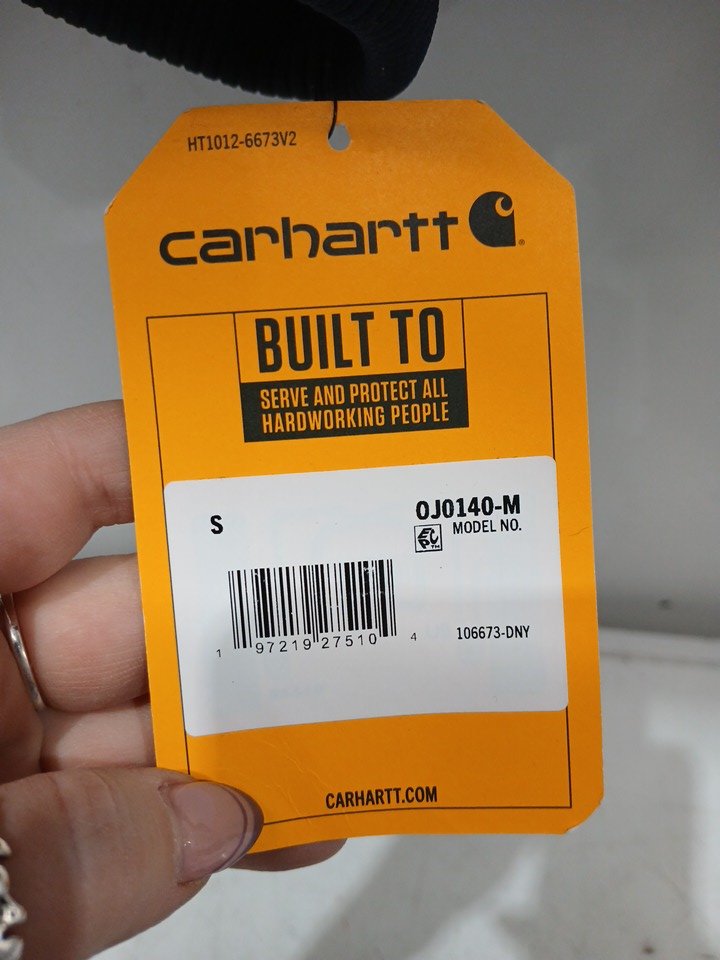 HT1012-6673V2
carhartt
BUILT TO
SERVE AND PROTECT ALL
HARDWORKING PEOPLE
S
OJ0140-M
MODEL NO.
1 97219 27510 4
106673-DNY
CARHARTT.COM